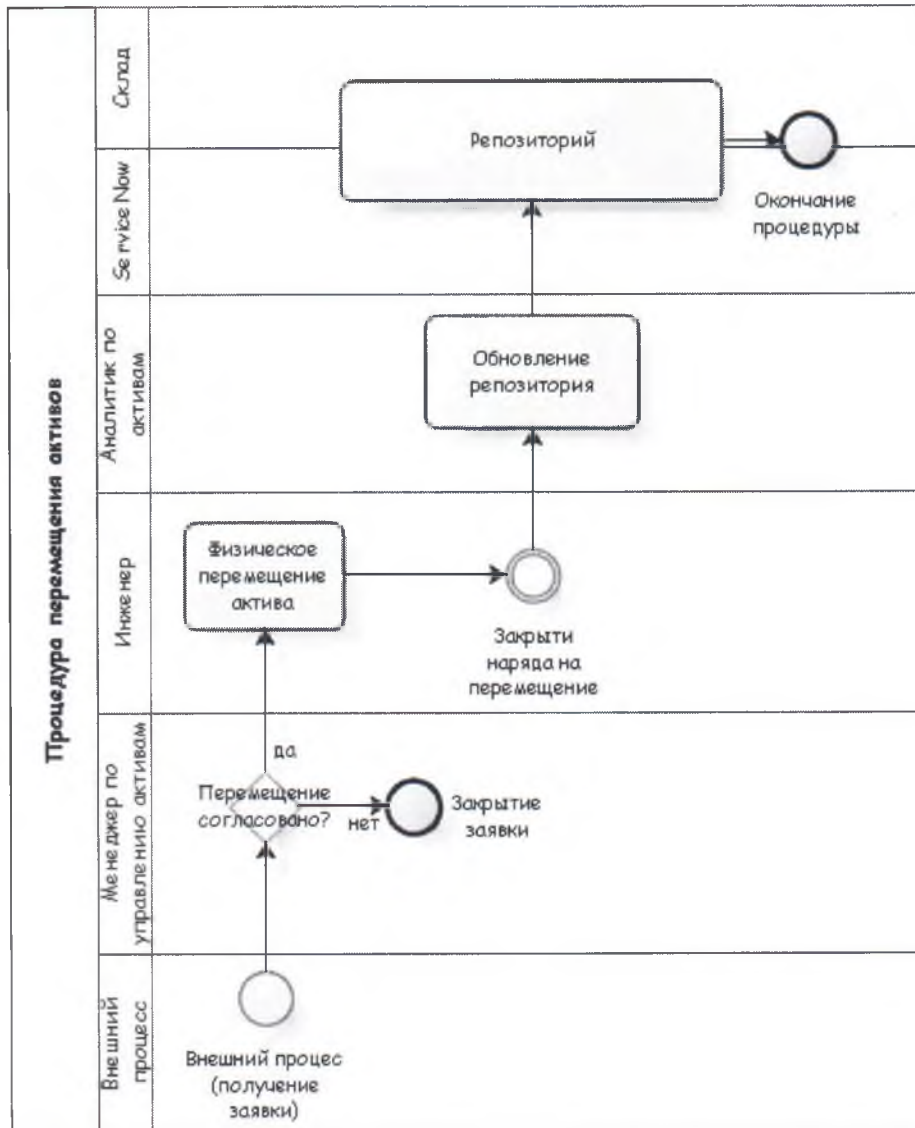 Процедура перемещения активов
Склад
Репозиторий
Service Now
Окончание
процедуры
Аналитик по
активам
Обновление
репозитория
Инженер
Физическое
перемещение
актива
Закрыти
наряда на
перемещение
Менеджер по
управлению активам
да
Перемещение
согласовано?
нет
Закрытие
заявки
Внешний
процесс
Внешний процес
(получение
заявки)